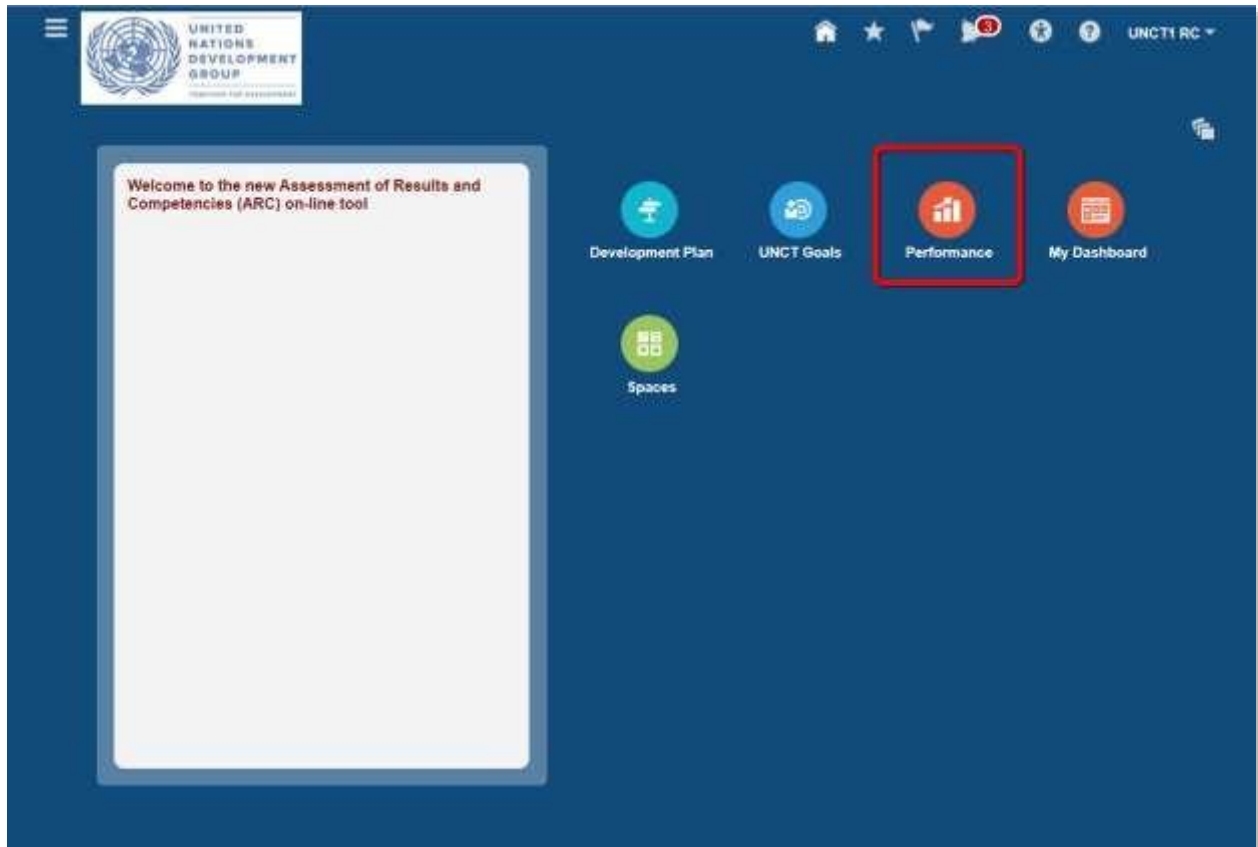 UNITED
NATIONS
DEVELOPMENT
GROUP
3
UNCT1 RC
Welcome to the new Assessment of Results and
Competencies (ARC) on-line tool
Development Plan
UNCT Goals
Performance
My Dashboard
Spaces